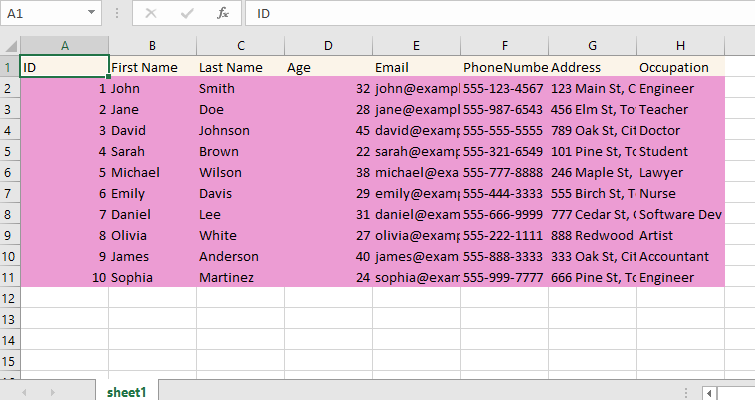 A1 fx ID
A B C D E F G H
1 ID First Name Last Name Age Email PhoneNumbe Address Occupation
2 1 John Smith 32 john@exampl 555-123-4567 123 Main St, C Engineer
3 2 Jane Doe 28 jane@exampl 555-987-6543 456 Elm St, To Teacher
4 3 David Johnson 45 david@examp 555-555-5555 789 Oak St, Cit Doctor
5 4 Sarah Brown 22 sarah@examp 555-321-6549 101 Pine St, To Student
6 5 Michael Wilson 38 michael@exa 555-777-8888 246 Maple St, Lawyer
7 6 Emily Davis 29 emily@examp 555-444-3333 555 Birch St, T Nurse
8 7 Daniel Lee 31 daniel@exam 555-666-9999 777 Cedar St, Software Dev
9 8 Olivia White 27 olivia@examp 555-222-1111 888 Redwood Artist
10 9 James Anderson 40 james@exam 555-888-3333 333 Oak St, Cit Accountant
11 10 Sophia Martinez 24 sophia@exam 555-999-7777 666 Pine St, To Engineer
12
13
14
15
sheet1